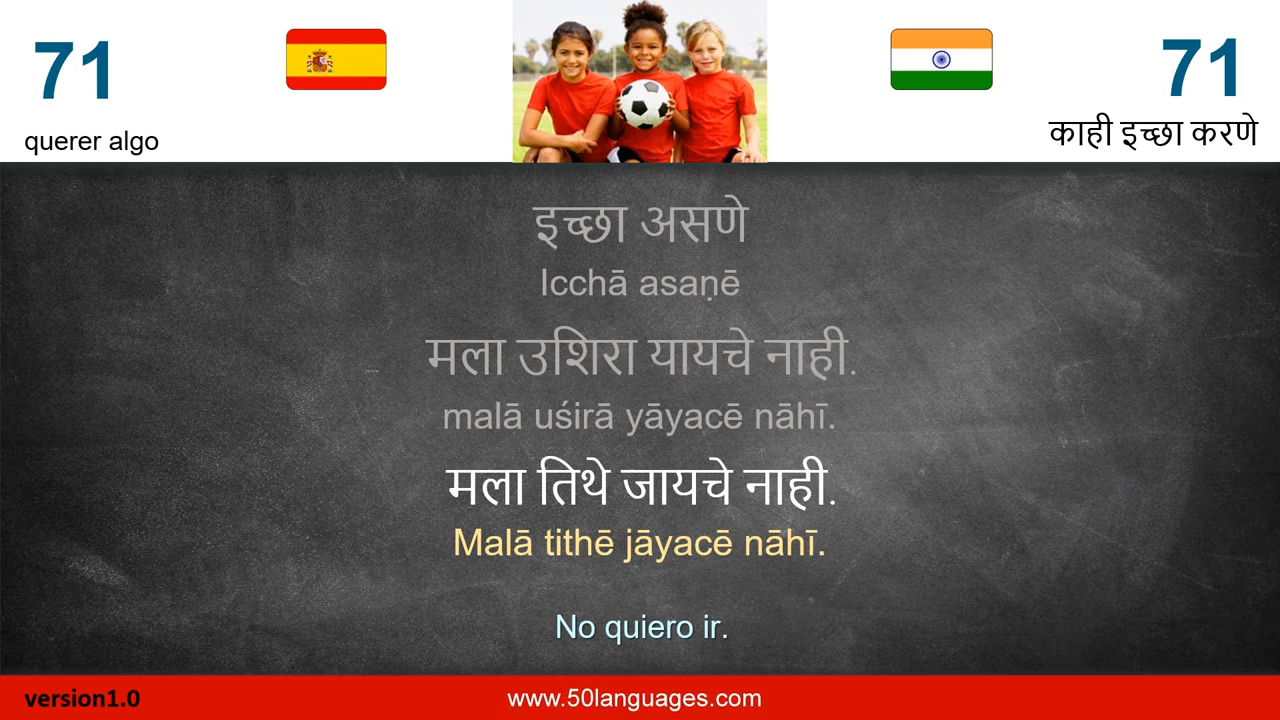 71
querer algo
71
काही इच्छा करणे
इच्छा असणे
Icchā asaṇē
मला उशिरा यायचे नाही.
malā uśirā yāyacē nāhī.
मला तिथे जायचे नाही.
Malā tithē jāyacē nāhī.
No quiero ir.
version1.0
www.50languages.com